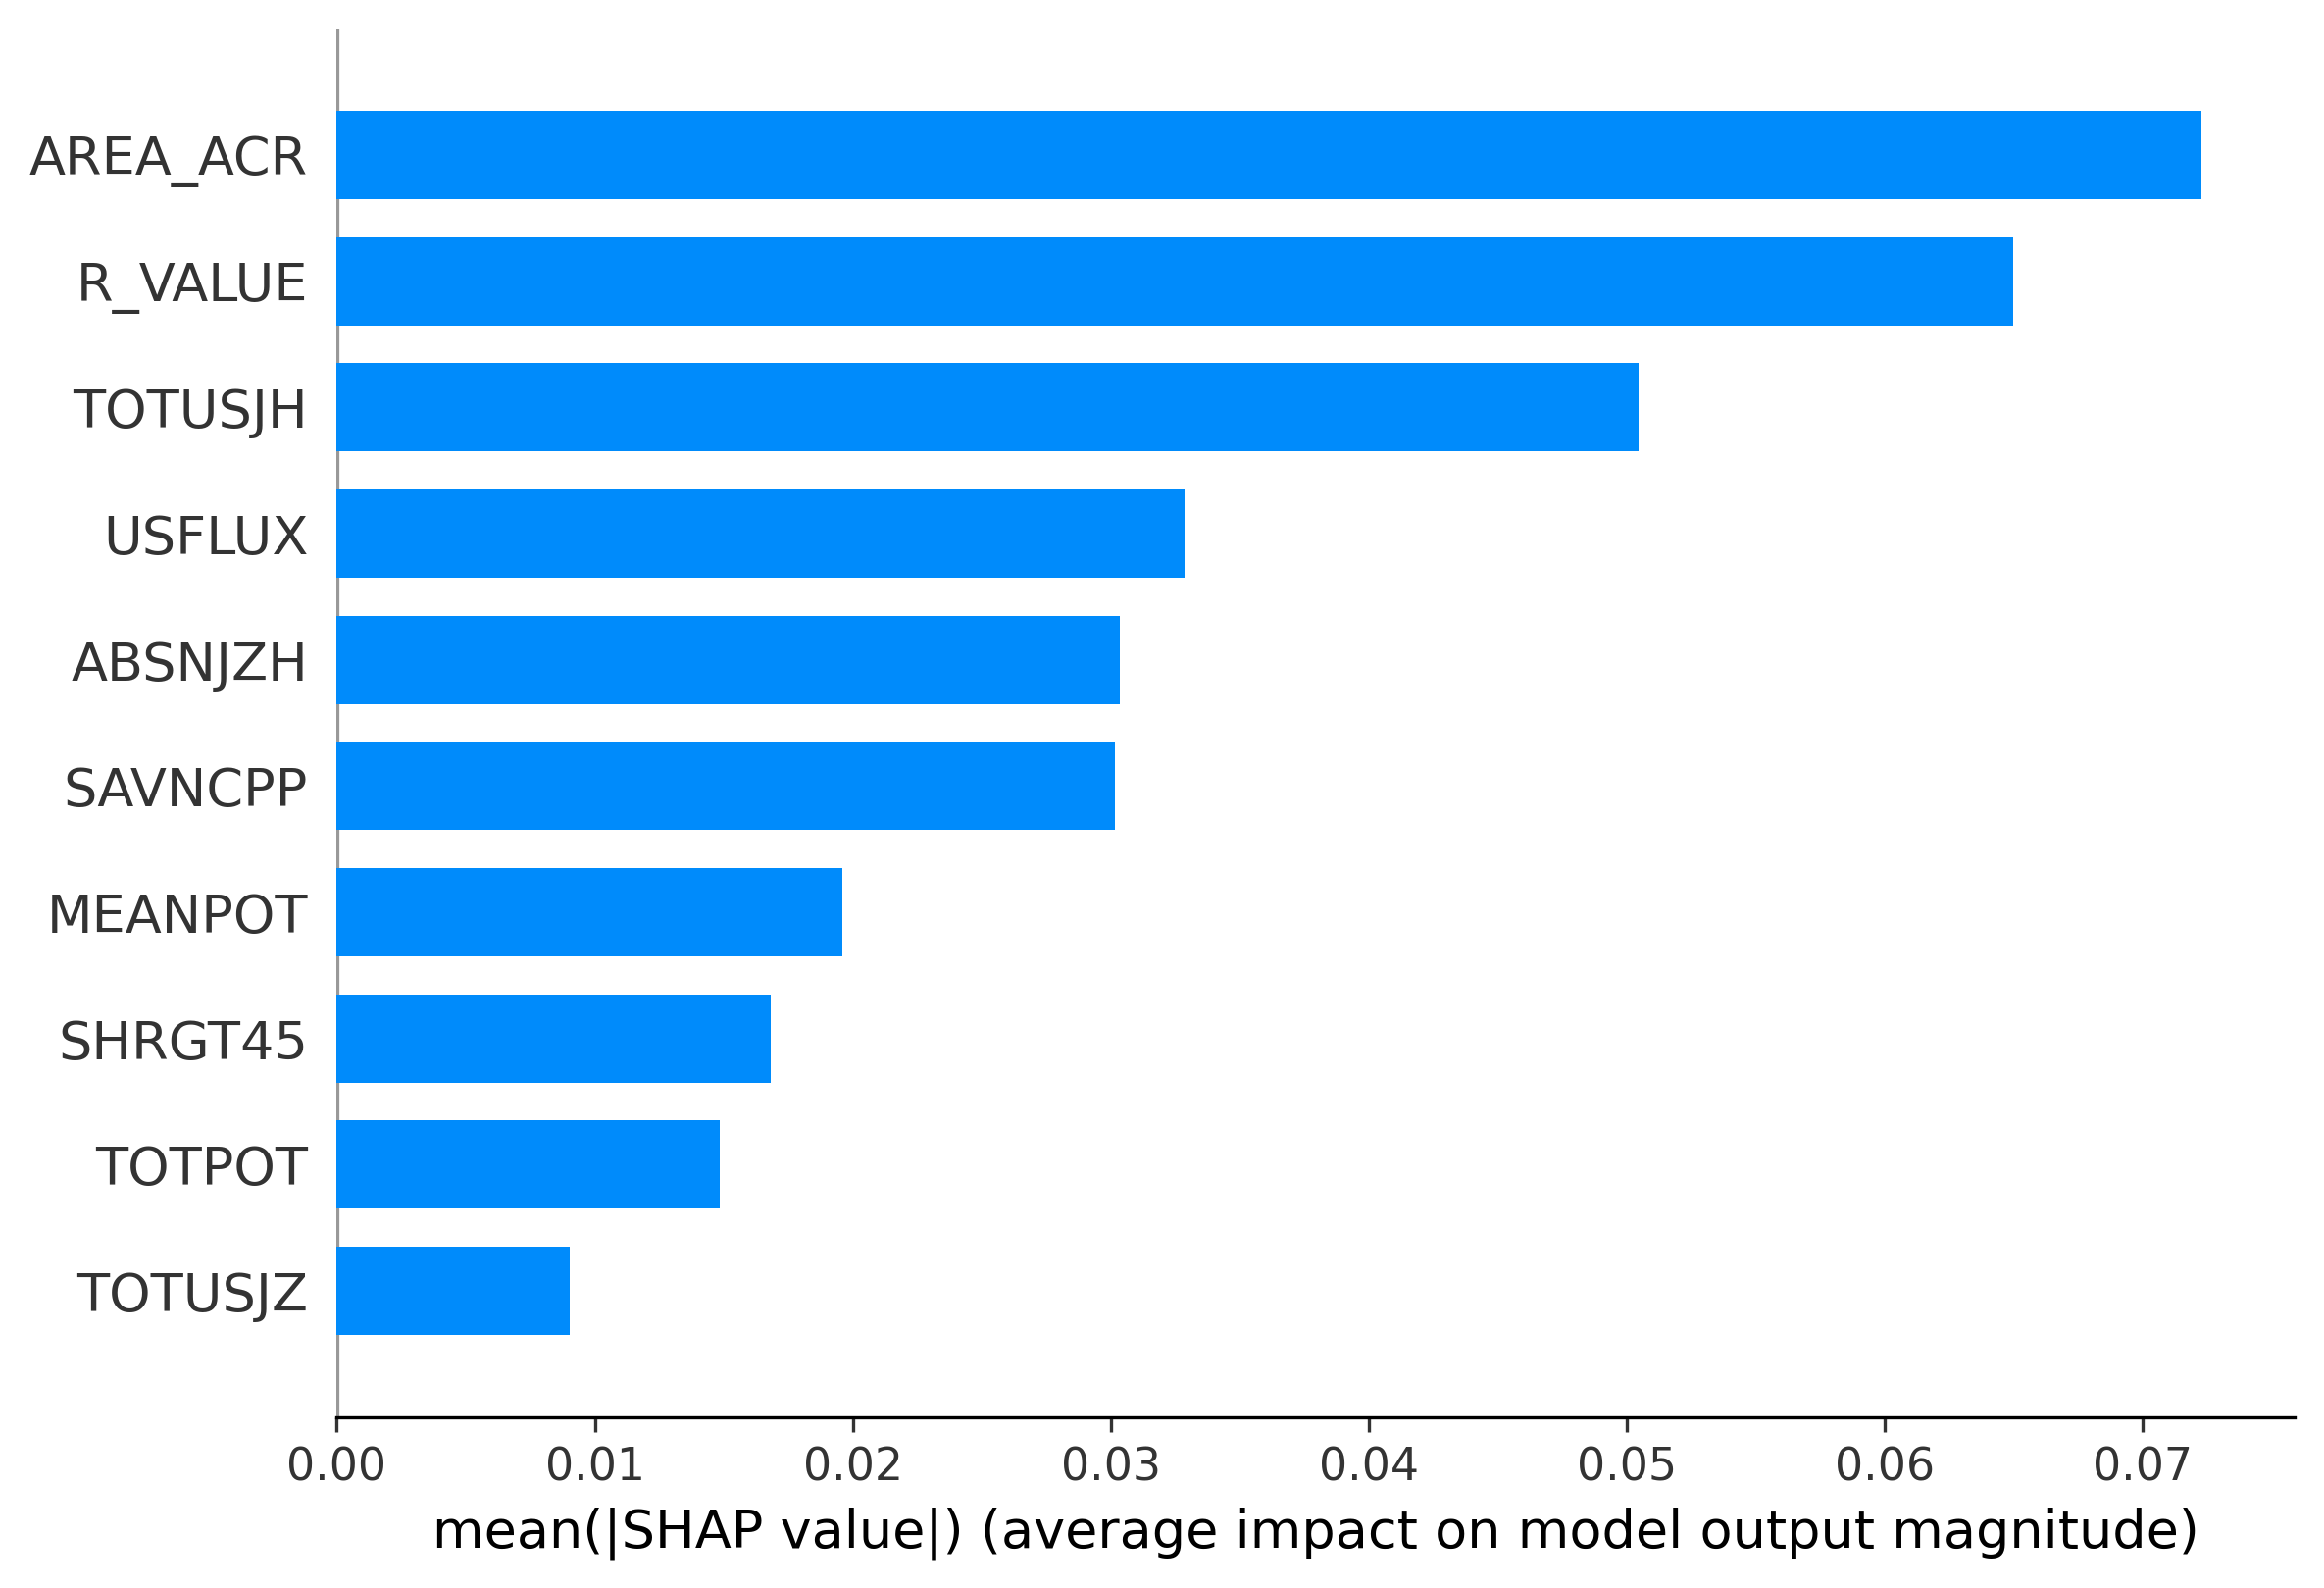 AREA_ACR
R_VALUE
TOTUSJH
USFLUX
ABSNJZH
SAVNCPP
MEANPOT
SHRGT45
TOTPOT
TOTUSJZ
0.00 0.01 0.02 0.03 0.04 0.05 0.06 0.07
mean(|SHAP value|) (average impact on model output magnitude)